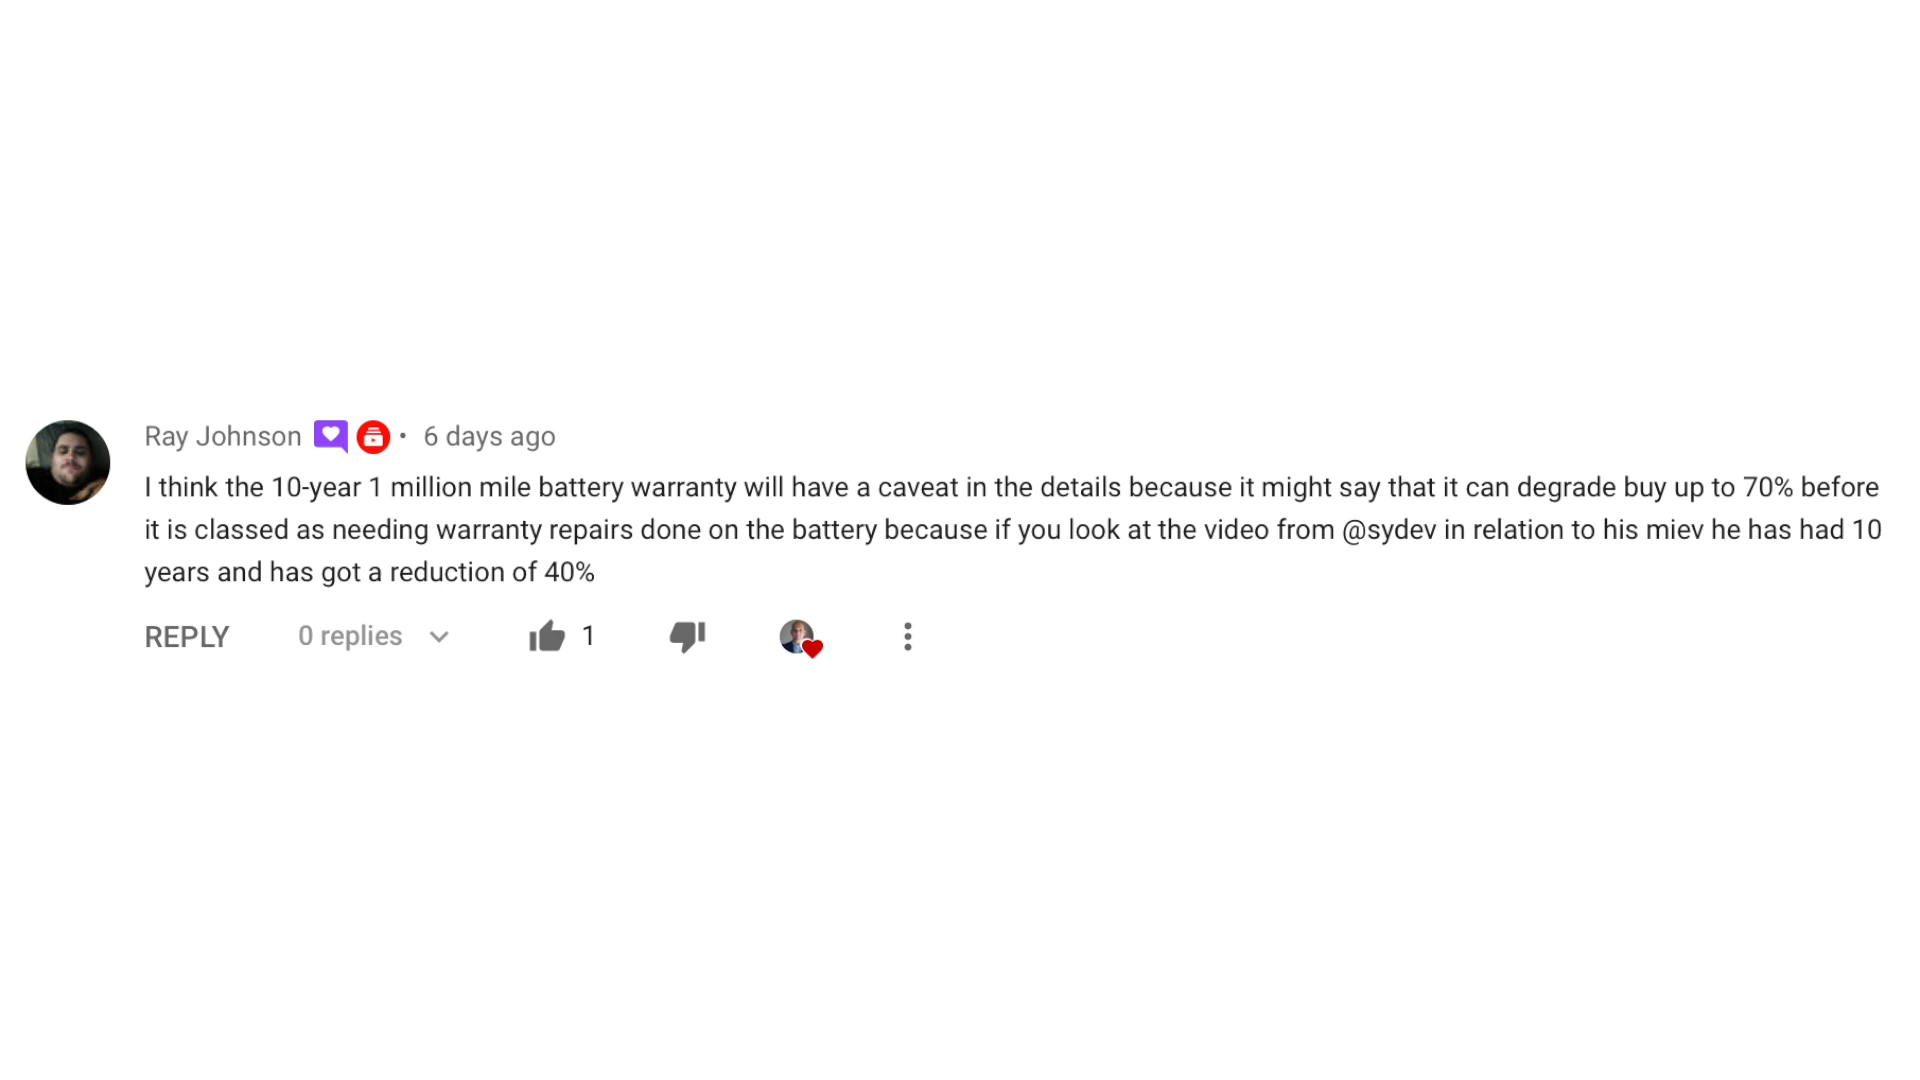 Ray Johnson • 6 days ago
I think the 10-year 1 million mile battery warranty will have a caveat in the details because it might say that it can degrade buy up to 70% before
it is classed as needing warranty repairs done on the battery because if you look at the video from @sydev in relation to his miev he has had 10
years and has got a reduction of 40%
REPLY 0 replies 1